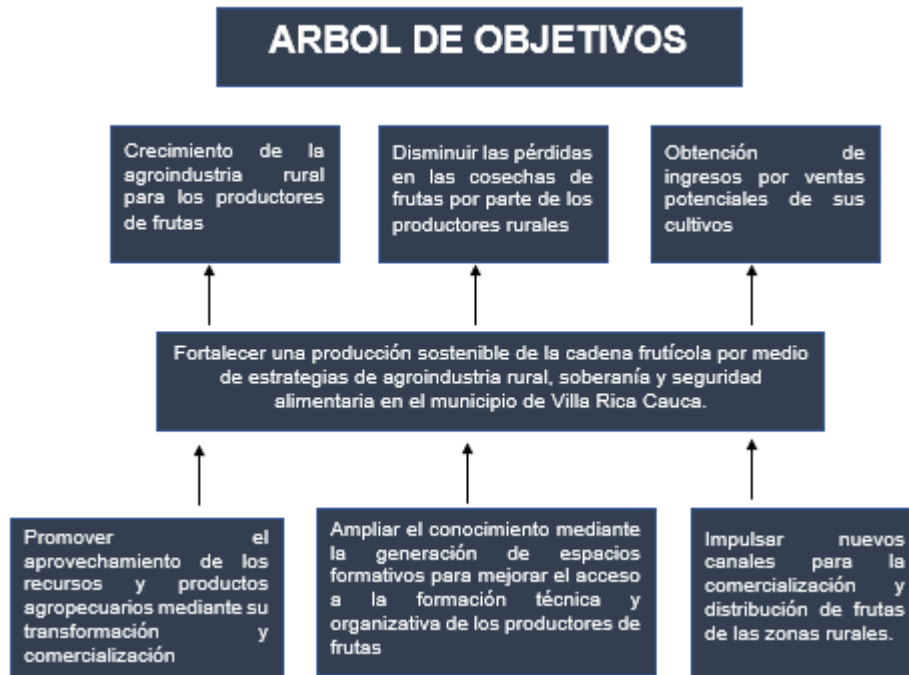 ARBOL DE OBJETIVOS
Crecimiento de la
agroindustria rural
para los productores
de frutas
Disminuir las pérdidas
en las cosechas de
frutas por parte de los
productores rurales
Obtención de
ingresos por ventas
potenciales de sus
cultivos
Fortalecer una producción sostenible de la cadena frutícola por medio
de estrategias de agroindustria rural, soberanía y seguridad
alimentaria en el municipio de Villa Rica Cauca.
Promover el
aprovechamiento de los
recursos y productos
agropecuarios mediante su
transformación y
comercialización
Ampliar el conocimiento mediante
la generación de espacios
formativos para mejorar el acceso
a la formación técnica y
organizativa de los productores de
frutas
Impulsar nuevos
canales para la
comercialización y
distribución de frutas
de las zonas rurales.